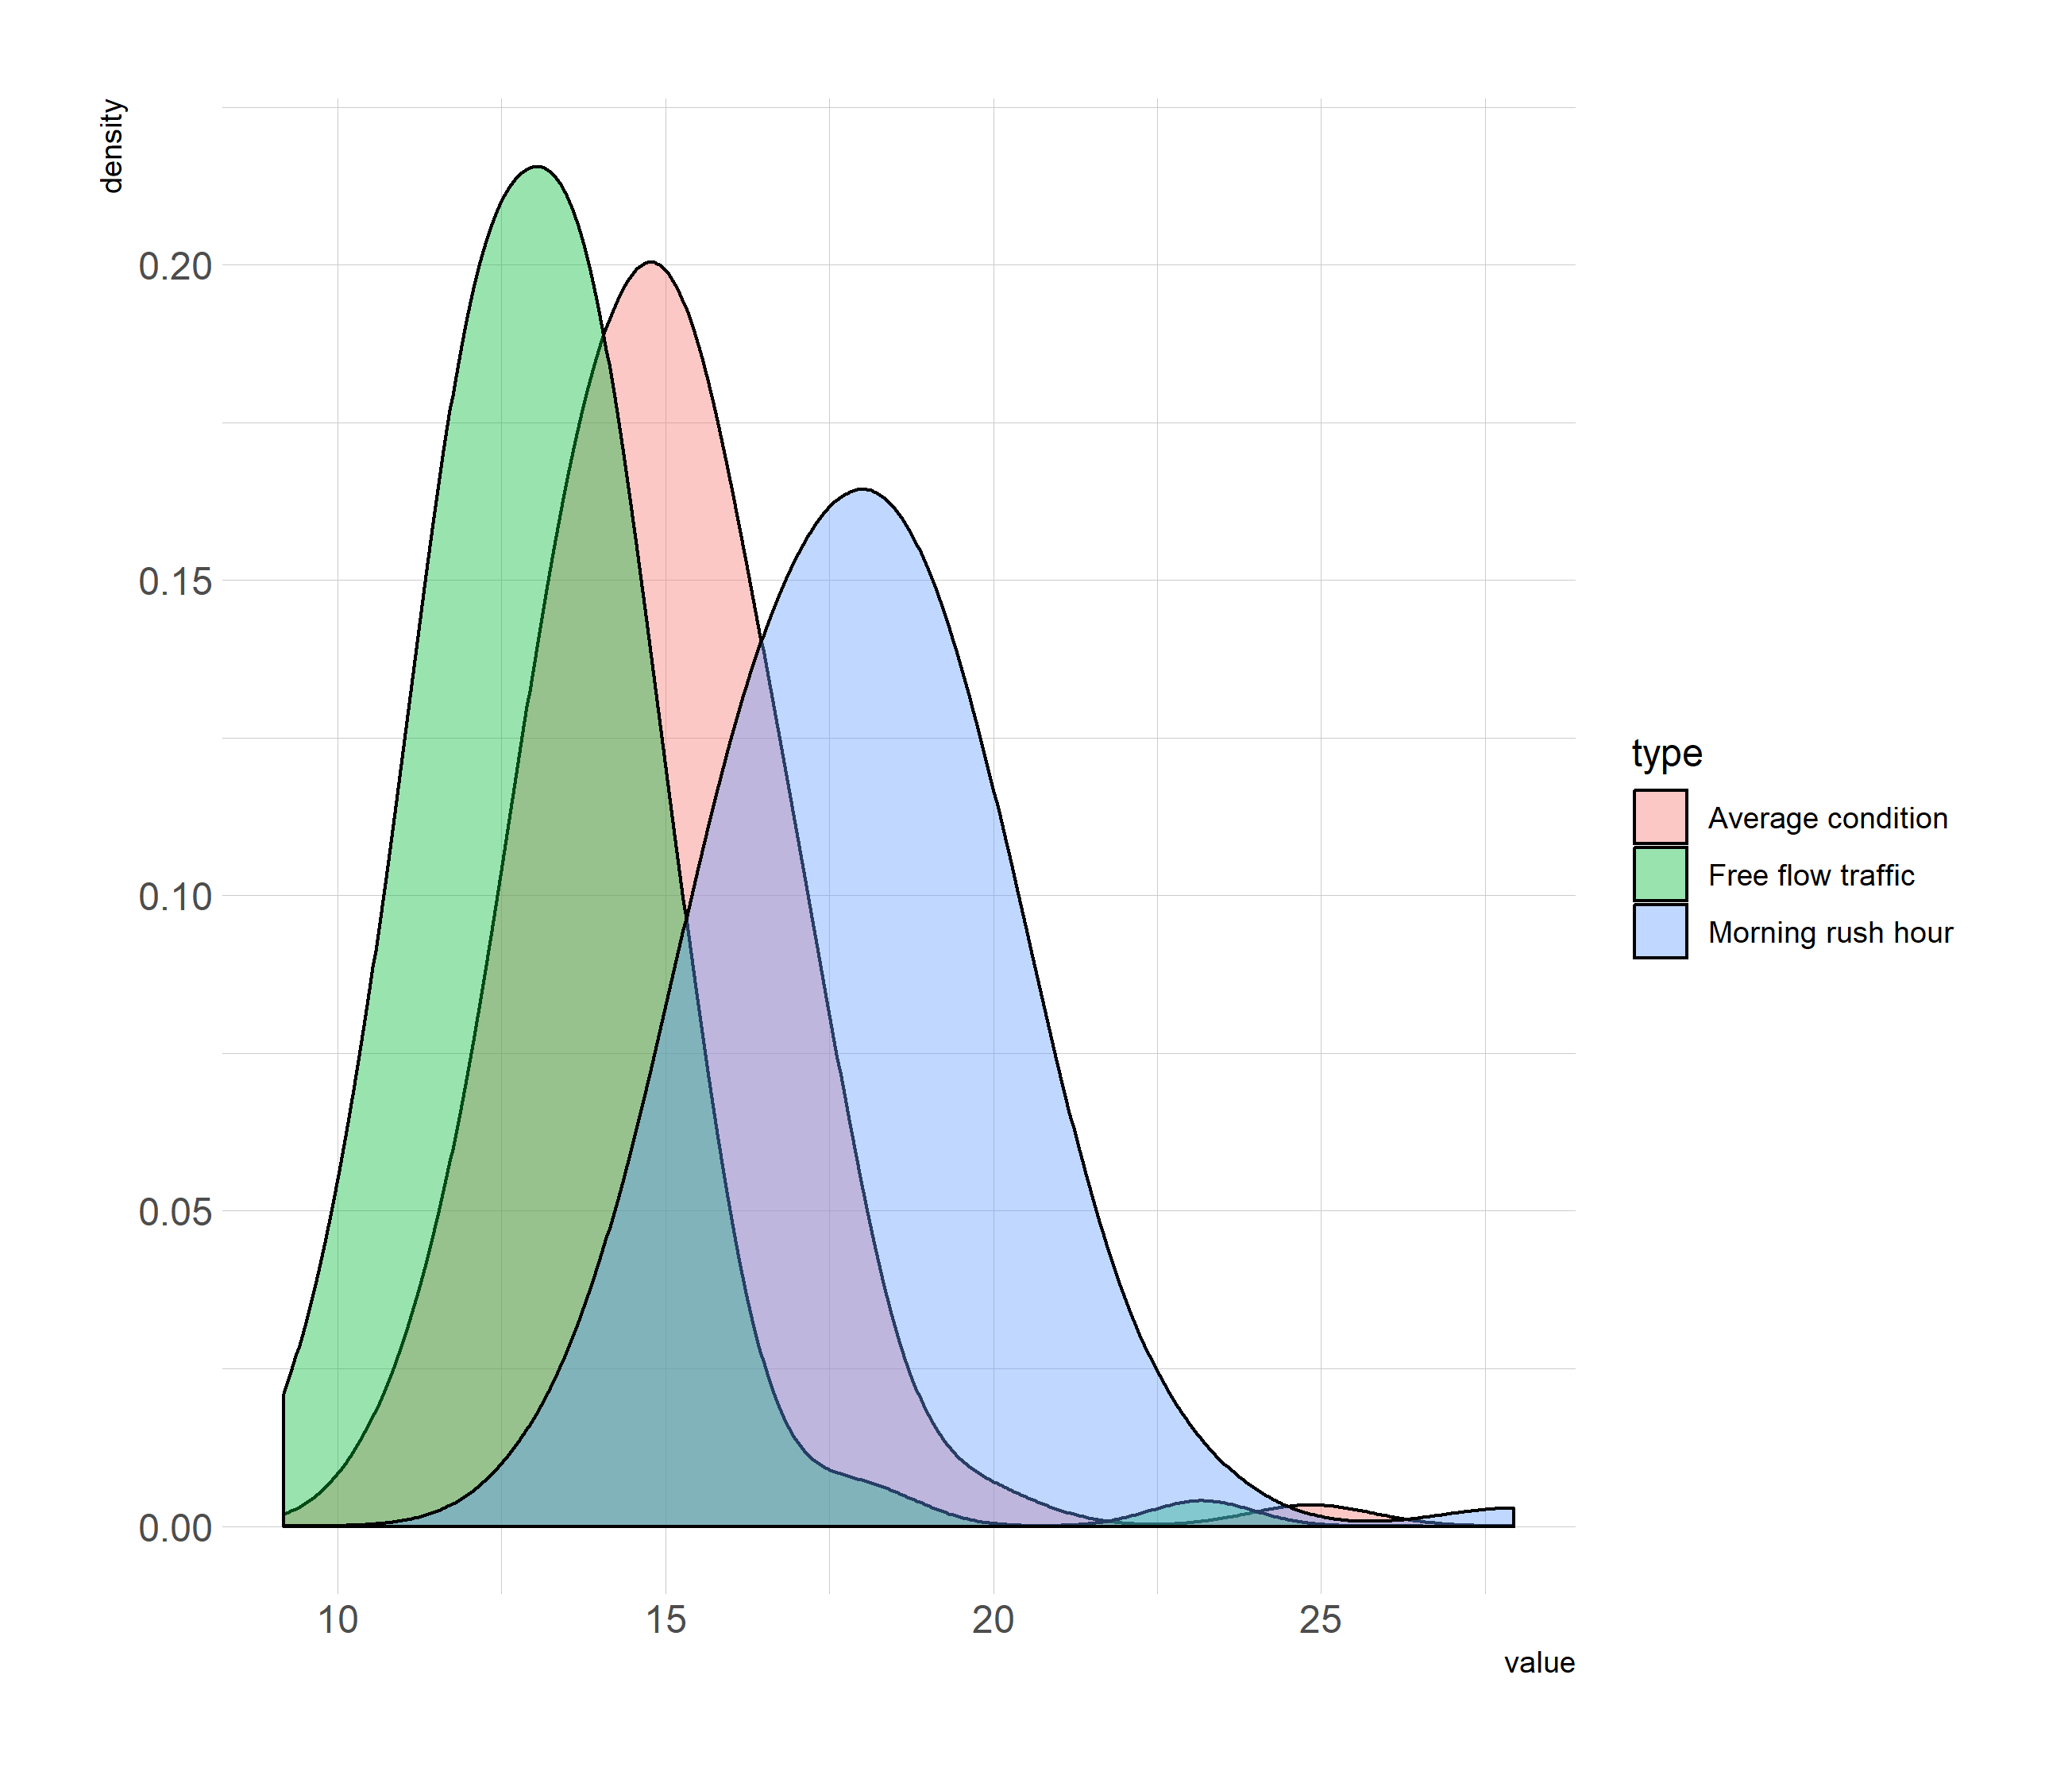 density
0.20
0.15
0.10
0.05
0.00
10 15 20 25
value
type
Average condition
Free flow traffic
Morning rush hour